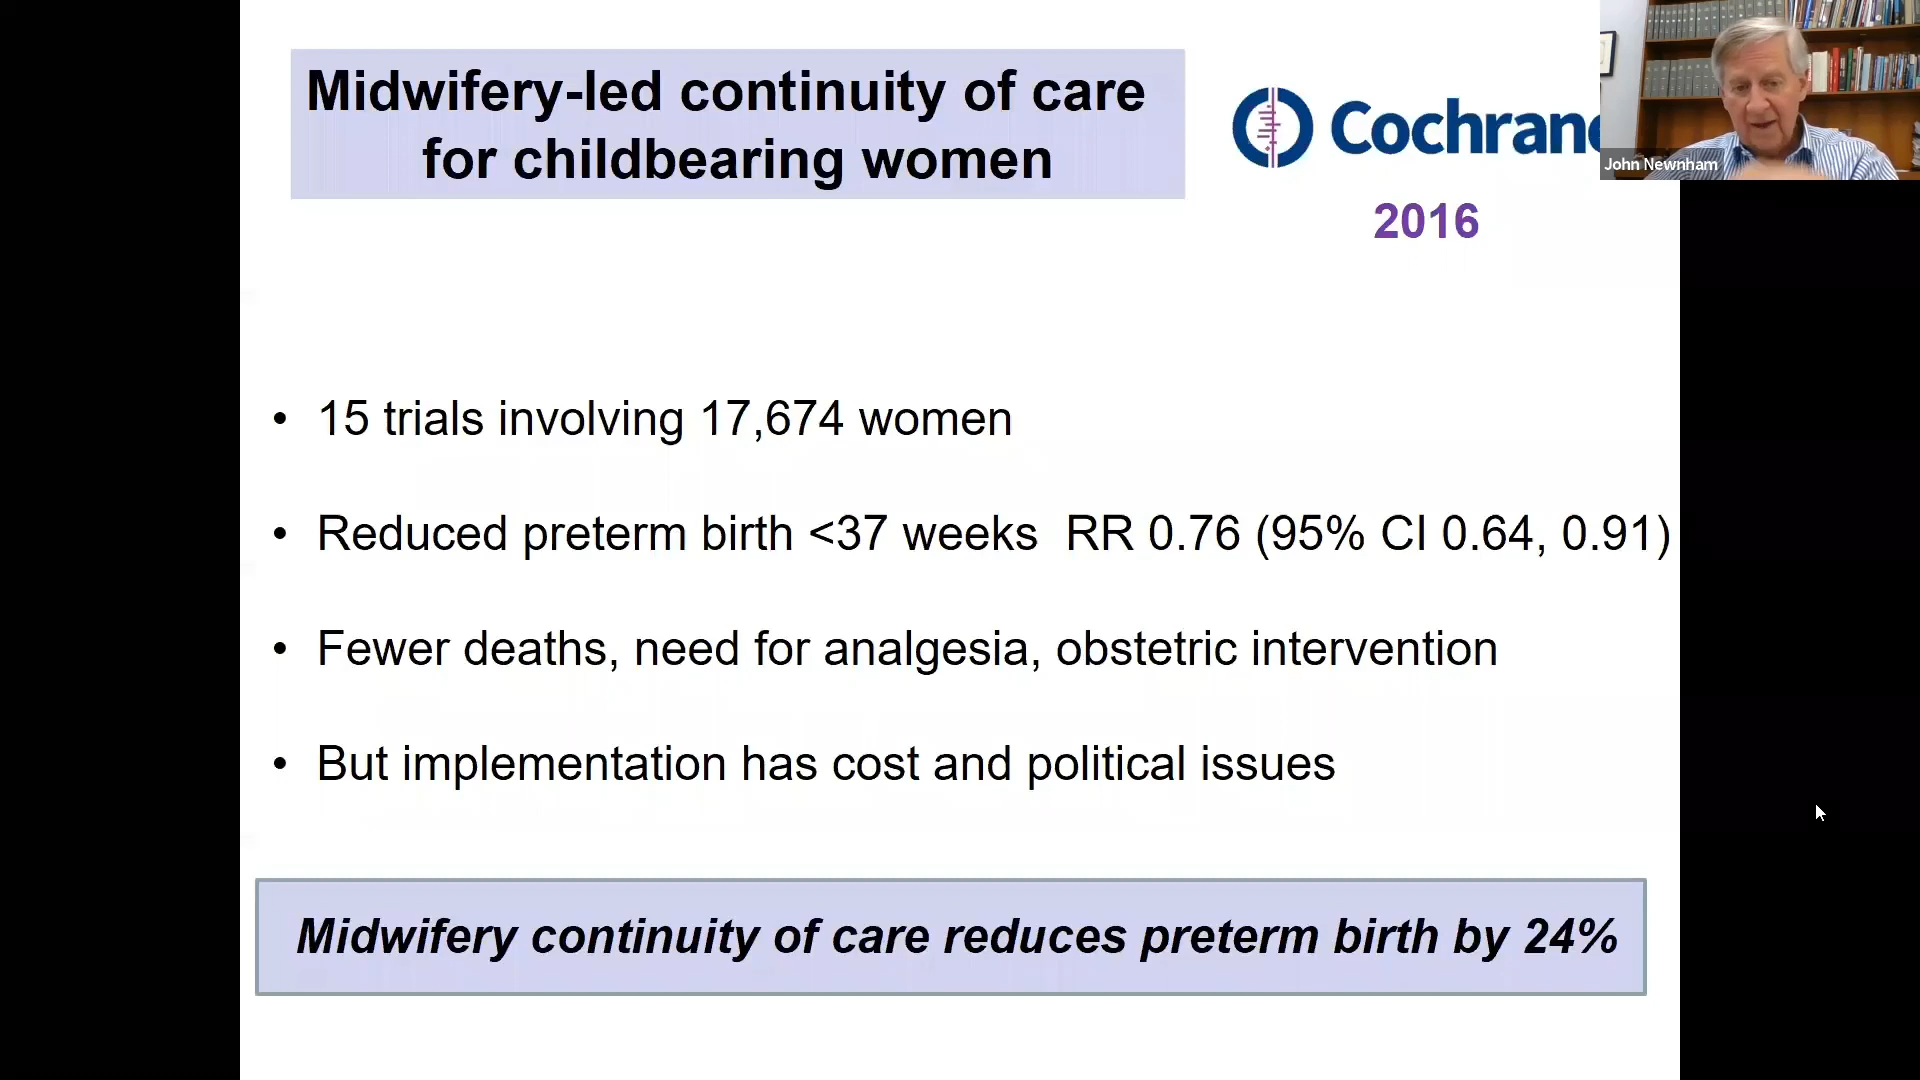 Midwifery-led continuity of care
for childbearing women
Cochrane
2016
John Newnham
• 15 trials involving 17,674 women
• Reduced preterm birth <37 weeks RR 0.76 (95% CI 0.64, 0.91)
• Fewer deaths, need for analgesia, obstetric intervention
• But implementation has cost and political issues
Midwifery continuity of care reduces preterm birth by 24%